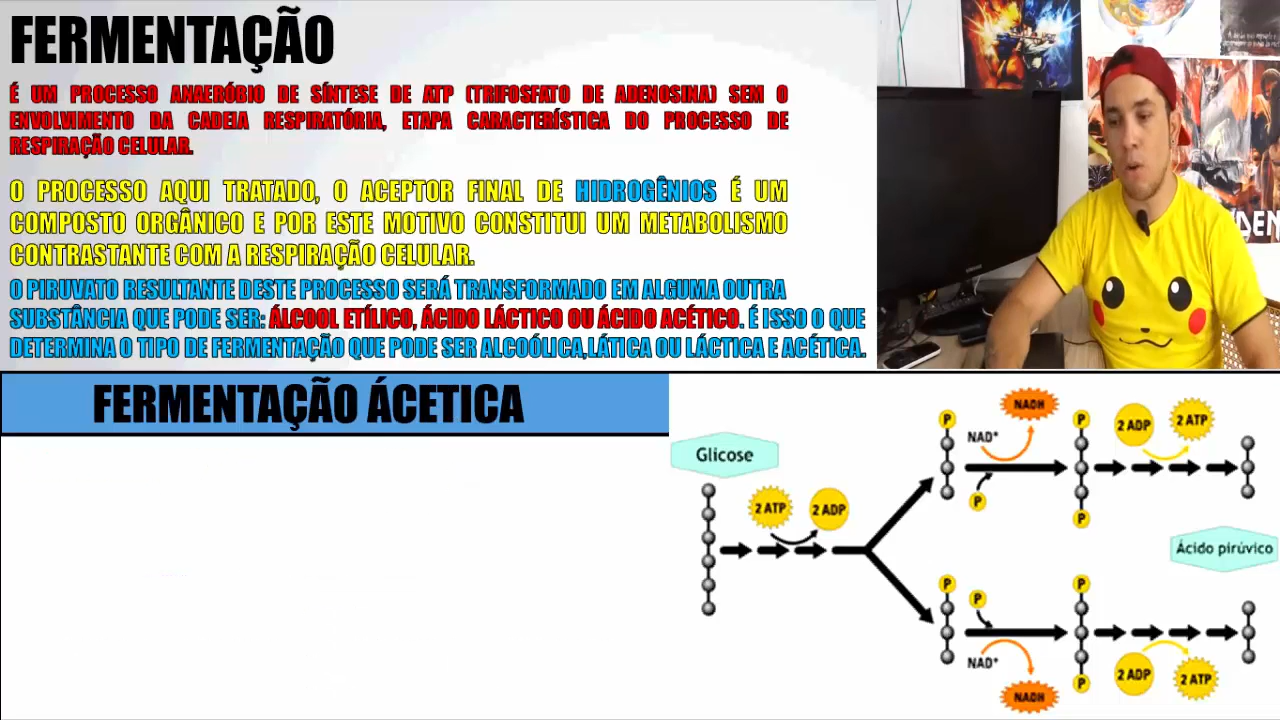 FERMENTAÇÃO
É UM PROCESSO ANAERÓBIO DE SÍNTESE DE ATP (TRIFOSFATO DE ADENOSINA) SEM O
ENVOLVIMENTO DA CADEIA RESPIRATÓRIA, ETAPA CARACTERÍSTICA DO PROCESSO DE
RESPIRAÇÃO CELULAR.
O PROCESSO AQUI TRATADO, O ACEPTOR FINAL DE HIDROGÊNIOS É UM
COMPOSTO ORGÂNICO E POR ESTE MOTIVO CONSTITUI UM METABOLISMO
CONTRASTANTE COM A RESPIRAÇÃO CELULAR.
O PIRUVATO RESULTANTE DESTE PROCESSO SERÁ TRANSFORMADO EM ALGUMA OUTRA
SUBSTÂNCIA QUE PODE SER: ÁLCOOL ETÍLICO, ÁCIDO LÁCTICO OU ÁCIDO ACÉTICO. É ISSO O QUE
DETERMINA O TIPO DE FERMENTAÇÃO QUE PODE SER ALCOÓLICA,LÁTICA OU LÁCTICA E ACÉTICA.
FERMENTAÇÃO ÁCETICA
Glicose
2 ATP
2 ADP
P
NAD+
NADH
P
P
P
2 ADP
2 ATP
Ácido pirúvico
P
P
NAD+
NADH
P
P
2 ADP
2 ATP